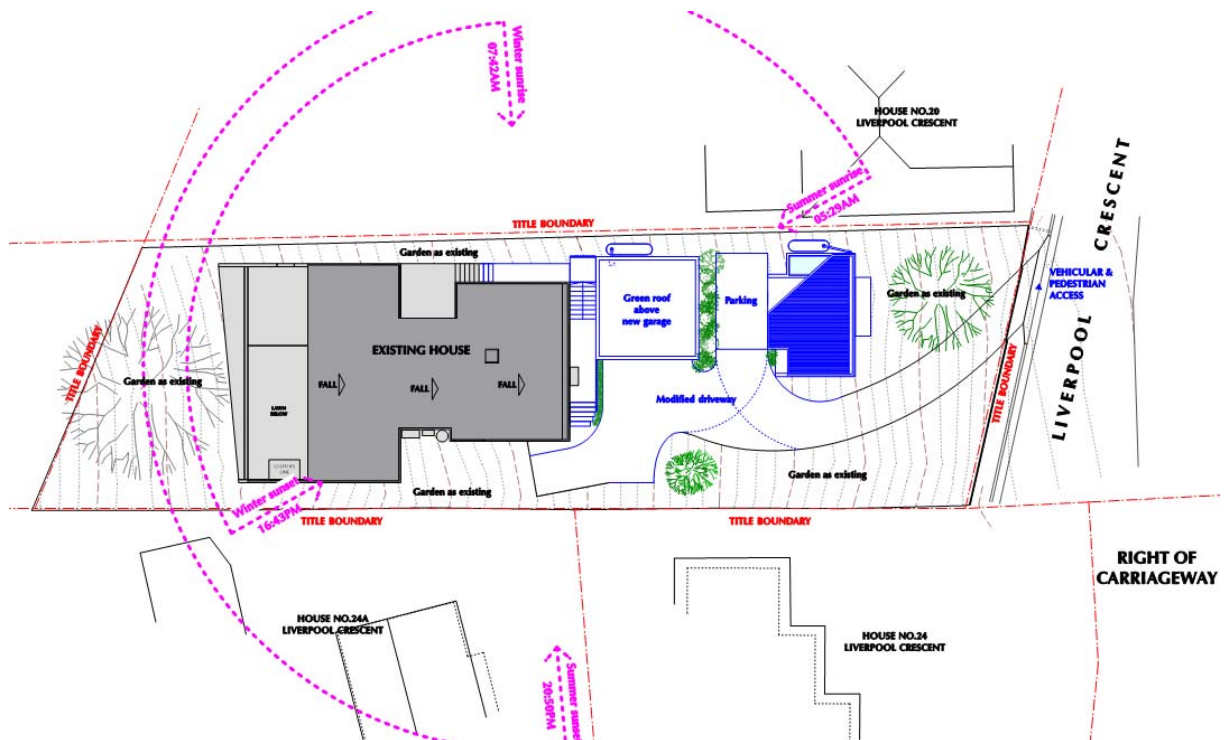 Winter sunrise
07:42AM
HOUSE NO.20
LIVERPOOL CRESCENT
Summer sunrise
05:29AM
TITLE BOUNDARY
LIVERPOOL CRESCENT
Garden as existing
VEHICULAR &
PEDESTRIAN
ACCESS
Green roof
above
new garage
Parking
Garden as existing
EXISTING HOUSE
TITLE BOUNDARY
Garden as existing
FALL
FALL
FALL
LAWN
BELOW
Modified driveway
TITLE BOUNDARY
Garden as existing
Garden as existing
Winter sunset
16:43PM
TITLE BOUNDARY
TITLE BOUNDARY
RIGHT OF
CARRIAGEWAY
HOUSE NO.24A
LIVERPOOL CRESCENT
HOUSE NO.24
LIVERPOOL CRESCENT
Summer sunset
20:50PM